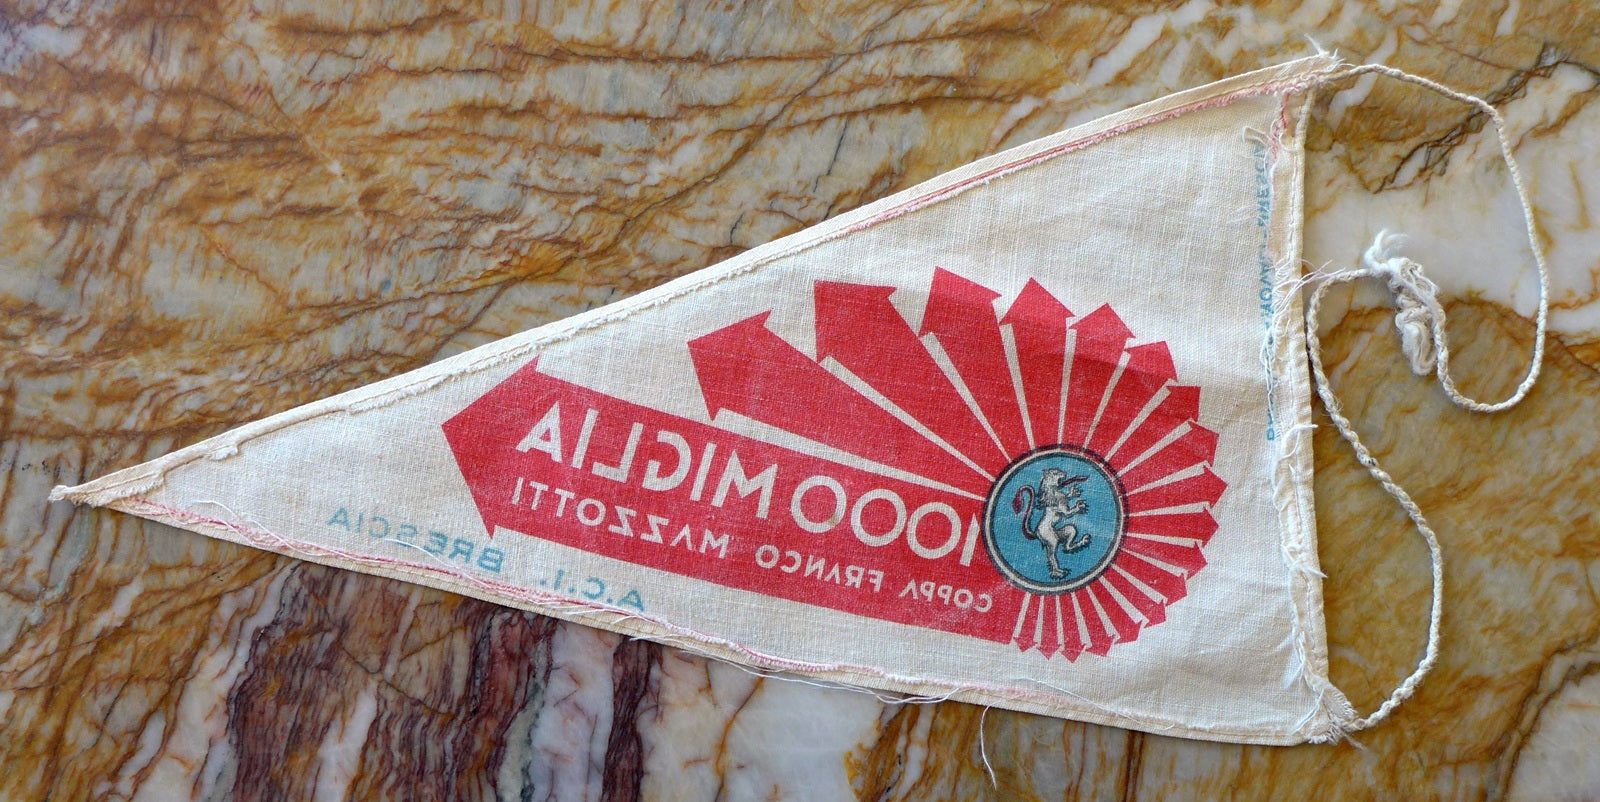 1000 MIGLIA
COPPA FRANCO MAZZOTTI
A.C.I. BRESCIA